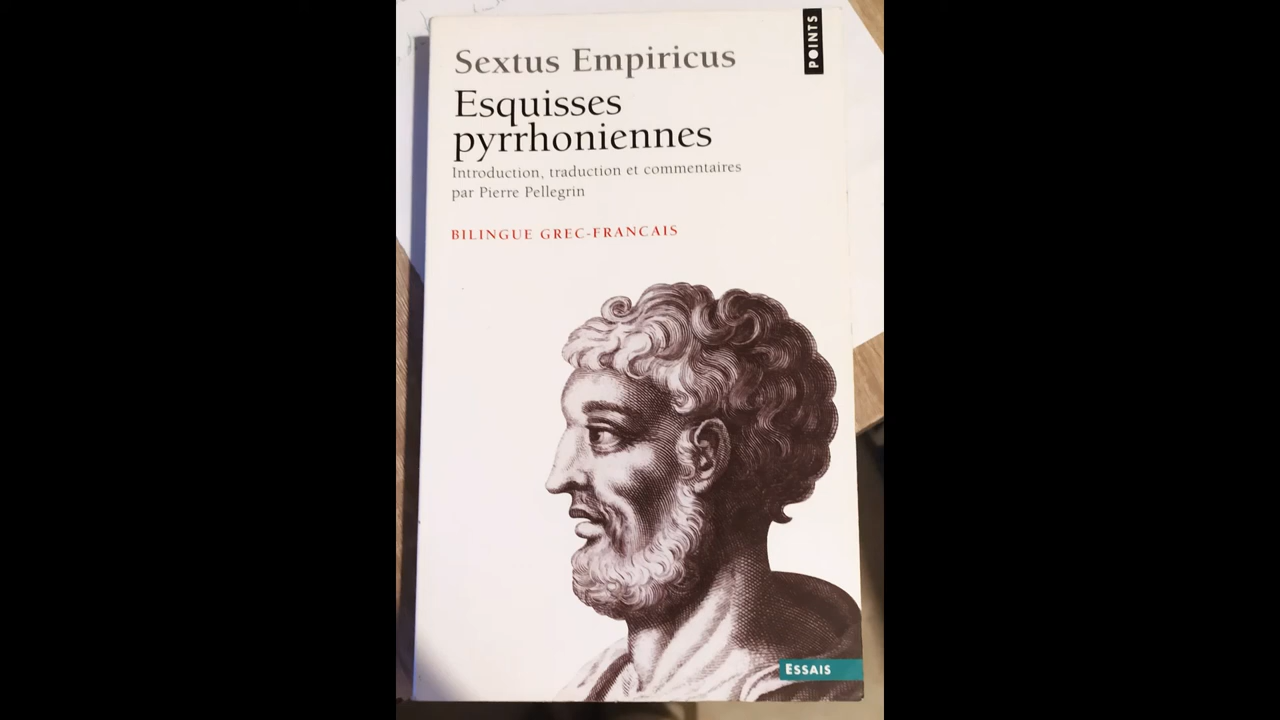 POINTS
Sextus Empiricus
Esquisses
pyrrhoniennes
Introduction, traduction et commentaires
par Pierre Pellegrin
BILINGUE GREC-FRANCAIS
ESSAIS